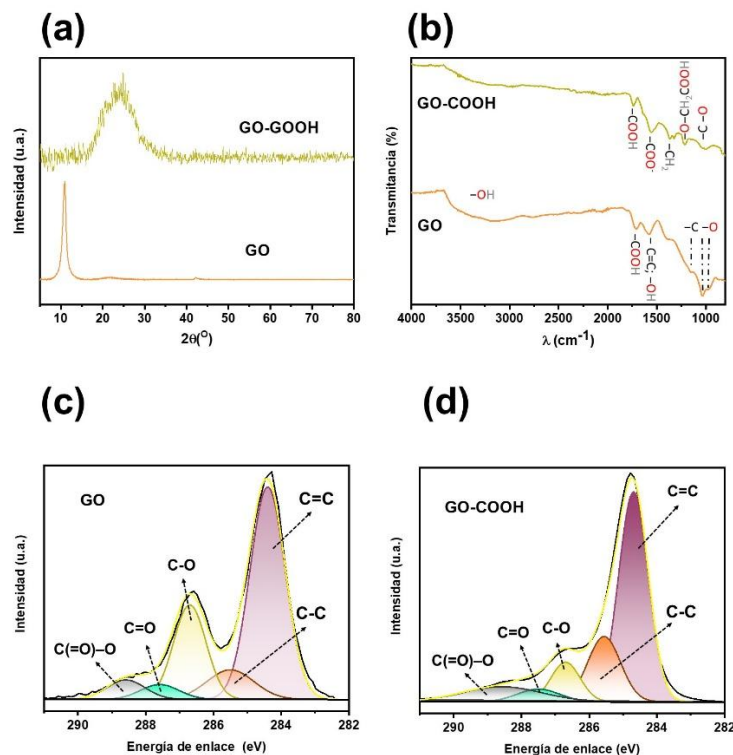 (a)
Intensidad (u.a.)
GO-GOOH
GO
10 20 30 40 50 60 70 80
2θ(O)
(b)
Transmitancia (%)
GO-COOH
−COOH
−COO-
−CH2
−O−CH2COOH
−C−O
−OH
GO
−COOH
−C=C, −OH
−C −O
4000 3500 3000 2500 2000 1500 1000
λ (cm-1)
(c)
Intensidad (u.a.)
GO
C=C
C-O
C=O
C(=O)–O
C-C
290 288 286 284 282
Energía de enlace (eV)
(d)
Intensidad (u.a.)
GO-COOH
C=C
C-C
C-O
C=O
C(=O)–O
290 288 286 284 282
Energía de enlace (eV)